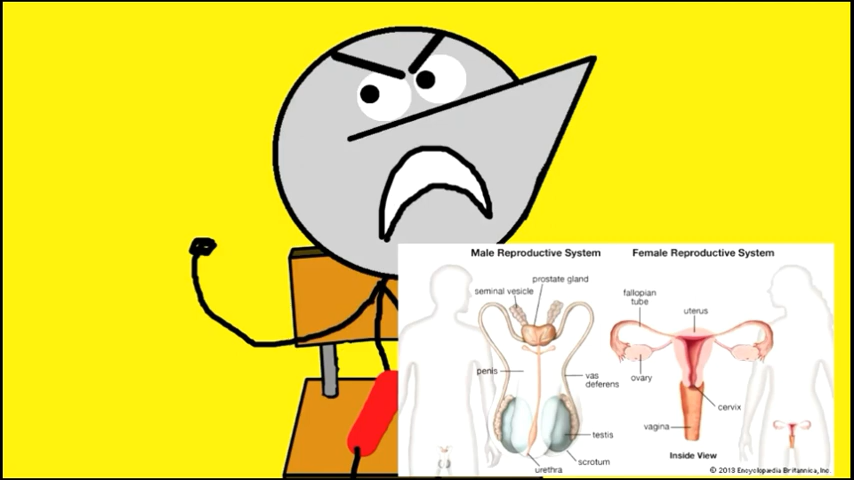 Male Reproductive System
Female Reproductive System
prostate gland
seminal vesicle
penis
vas
deferens
testis
scrotum
urethra
fallopian
tube
uterus
ovary
cervix
vagina
Inside View
© 2013 Encyclopædia Britannica, Inc.